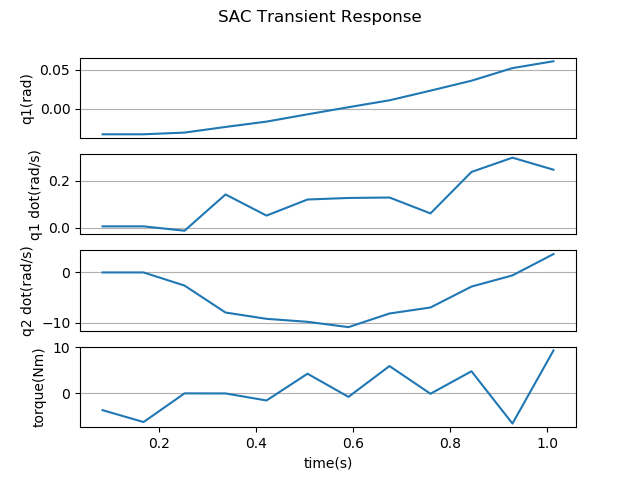 SAC Transient Response
q1(rad)
0.05
0.00
q1 dot(rad/s)
0.2
0.0
q2 dot(rad/s)
0
−10
torque(Nm)
10
0
0.2 0.4 0.6 0.8 1.0
time(s)